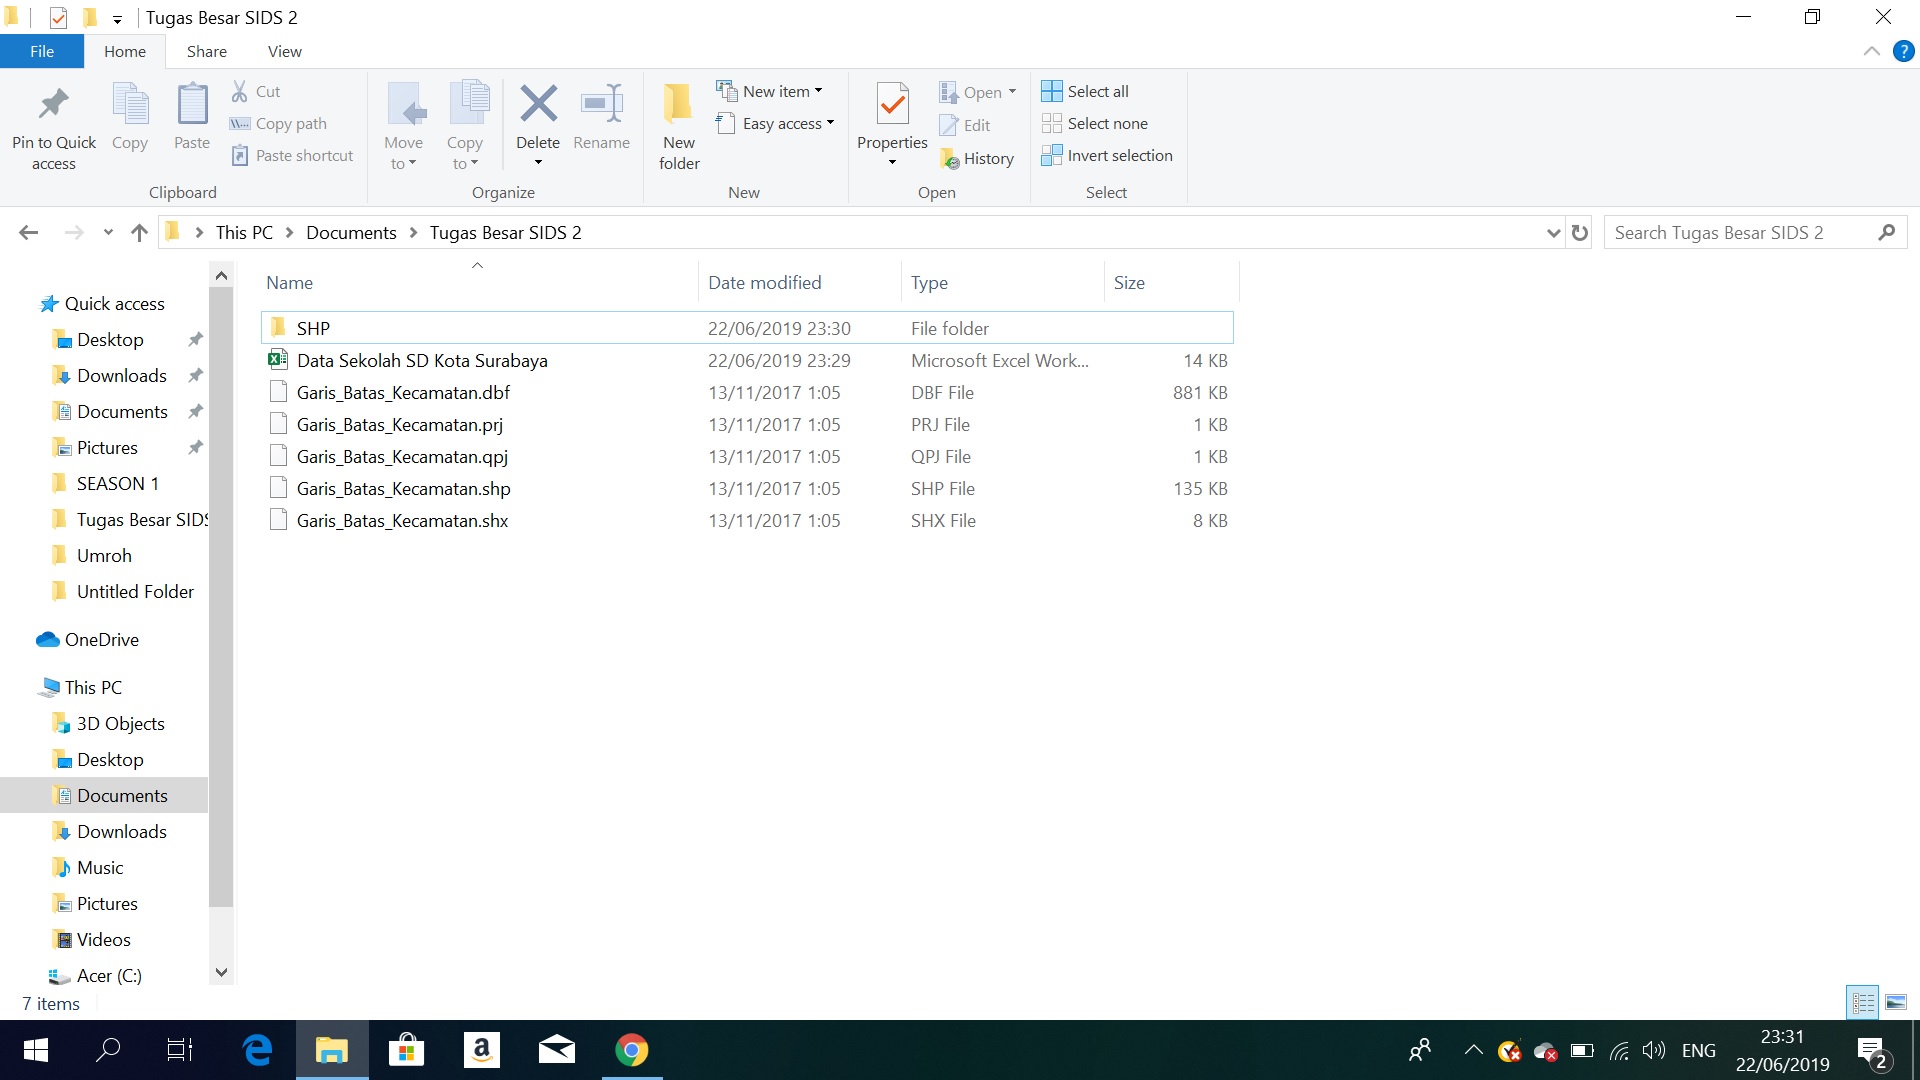 Tugas Besar SIDS 2
File Home Share View
Pin to Quick access
Copy
Paste
Cut
Copy path
Paste shortcut
Clipboard
Move to
Copy to
Delete
Rename
Organize
New folder
New item
Easy access
New
Properties
Open
Edit
History
Open
Select all
Select none
Invert selection
Select
This PC > Documents > Tugas Besar SIDS 2
Search Tugas Besar SIDS 2
Quick access
Desktop
Downloads
Documents
Pictures
SEASON 1
Tugas Besar SIDS
Umroh
Untitled Folder
OneDrive
This PC
3D Objects
Desktop
Documents
Downloads
Music
Pictures
Videos
Acer (C:)
Name Date modified Type Size
SHP 22/06/2019 23:30 File folder
Data Sekolah SD Kota Surabaya 22/06/2019 23:29 Microsoft Excel Work... 14 KB
Garis_Batas_Kecamatan.dbf 13/11/2017 1:05 DBF File 881 KB
Garis_Batas_Kecamatan.prj 13/11/2017 1:05 PRJ File 1 KB
Garis_Batas_Kecamatan.qpj 13/11/2017 1:05 QPJ File 1 KB
Garis_Batas_Kecamatan.shp 13/11/2017 1:05 SHP File 135 KB
Garis_Batas_Kecamatan.shx 13/11/2017 1:05 SHX File 8 KB
7 items
ENG
23:31
22/06/2019
2